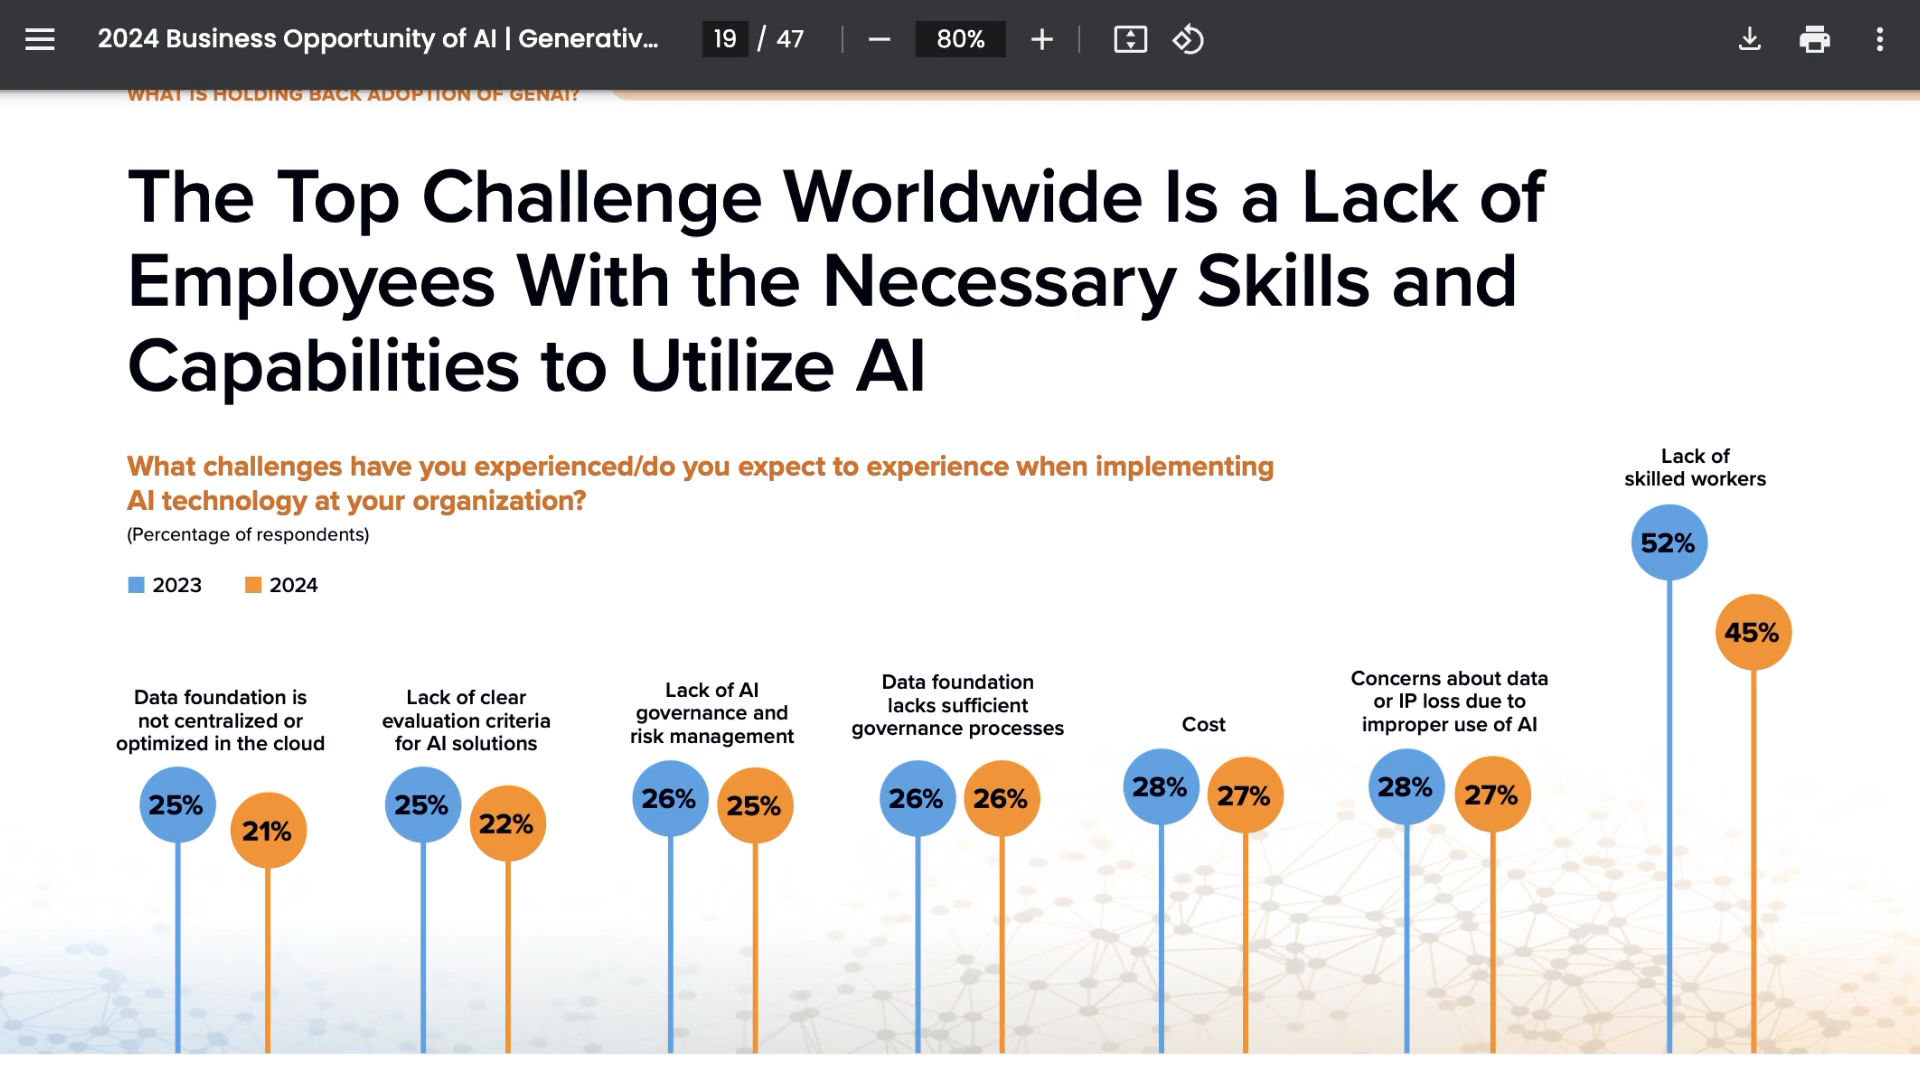 2024 Business Opportunity of AI | Generativ...
19 / 47
80%
WHAT IS HOLDING BACK ADOPTION OF GENAI?
The Top Challenge Worldwide Is a Lack of
Employees With the Necessary Skills and
Capabilities to Utilize AI
What challenges have you experienced/do you expect to experience when implementing
AI technology at your organization?
(Percentage of respondents)
2023
2024
Data foundation is
not centralized or
optimized in the cloud
25%
21%
Lack of clear
evaluation criteria
for AI solutions
25%
22%
Lack of AI
governance and
risk management
26%
25%
Data foundation
lacks sufficient
governance processes
26%
26%
Cost
28%
27%
Concerns about data
or IP loss due to
improper use of AI
28%
27%
Lack of
skilled workers
52%
45%